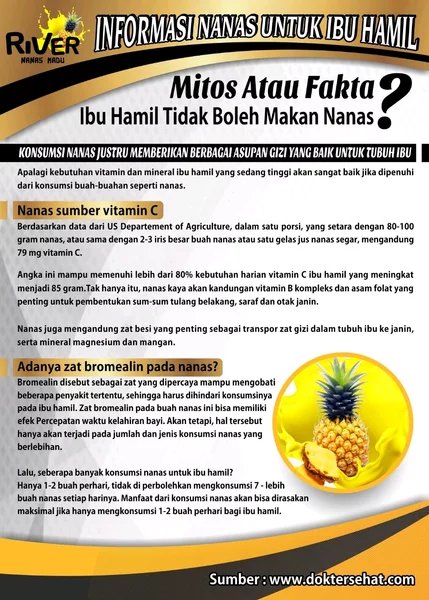 RiVER
NANAS MADU
INFORMASI NANAS UNTUK IBU HAMIL
Mitos Atau Fakta
Ibu Hamil Tidak Boleh Makan Nanas ?
KONSUMSI NANAS JUSTRU MEMBERIKAN BERBAGAI ASUPAN GIZI YANG BAIK UNTUK TUBUH IBU
Apalagi kebutuhan vitamin dan mineral ibu hamil yang sedang tinggi akan sangat baik jika dipenuhi
dari konsumsi buah-buahan seperti nanas.
Nanas sumber vitamin C
Berdasarkan data dari US Departement of Agriculture, dalam satu porsi, yang setara dengan 80-100
gram nanas, atau sama dengan 2-3 iris besar buah nanas atau satu gelas jus nanas segar, mengandung
79 mg vitamin C.
Angka ini mampu memenuhi lebih dari 80% kebutuhan harian vitamin C ibu hamil yang meningkat
menjadi 85 gram.Tak hanya itu, nanas kaya akan kandungan vitamin B kompleks dan asam folat yang
penting untuk pembentukan sum-sum tulang belakang, saraf dan otak janin.
Nanas juga mengandung zat besi yang penting sebagai transpor zat gizi dalam tubuh ibu ke janin,
serta mineral magnesium dan mangan.
Adanya zat bromealin pada nanas?
Bromealin disebut sebagai zat yang dipercaya mampu mengobati
beberapa penyakit tertentu, sehingga harus dihindari konsumsinya
pada ibu hamil. Zat bromealin pada buah nanas ini bisa memiliki
efek Percepatan waktu kelahiran bayi. Akan tetapi, hal tersebut
hanya akan terjadi pada jumlah dan jenis konsumsi nanas yang
berlebihan.
Lalu, seberapa banyak konsumsi nanas untuk ibu hamil?
Hanya 1-2 buah perhari, tidak di perbolehkan mengkonsumsi 7 - lebih
buah nanas setiap harinya. Manfaat dari konsumsi nanas akan bisa dirasakan
maksimal jika hanya mengkonsumsi 1-2 buah perhari bagi ibu hamil.
Sumber : www.doktersehat.com